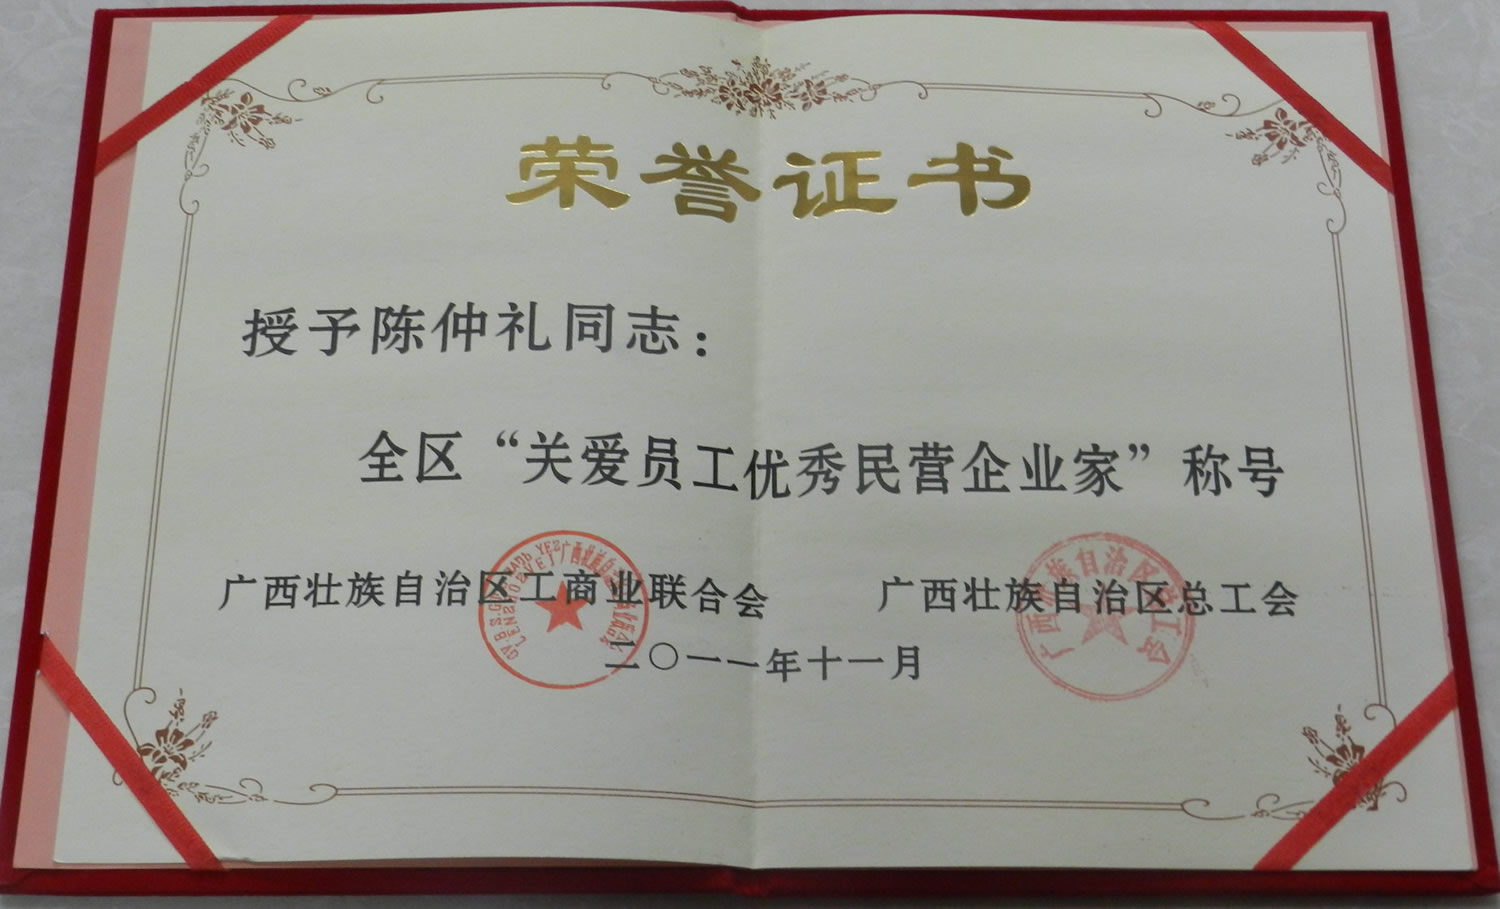 荣誉证书
授予陈仲礼同志：
全区“关爱员工优秀民营企业家”称号
广西壮族自治区工商业联合会 广西壮族自治区总工会
二〇一一年十一月